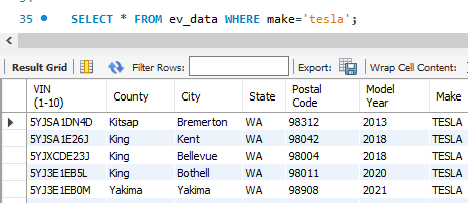 35 SELECT * FROM ev_data WHERE make='tesla';
Result Grid Filter Rows: Export: Wrap Cell Content:
VIN (1-10) County City State Postal Code Model Year Make
5YJSA1DN4D Kitsap Bremerton WA 98312 2013 TESLA
5YJSA1E26J King Kent WA 98042 2018 TESLA
5YJXCDE23J King Bellevue WA 98004 2018 TESLA
5YJ3E1EB5L King Bothell WA 98011 2020 TESLA
5YJ3E1EB0M Yakima Yakima WA 98908 2021 TESLA